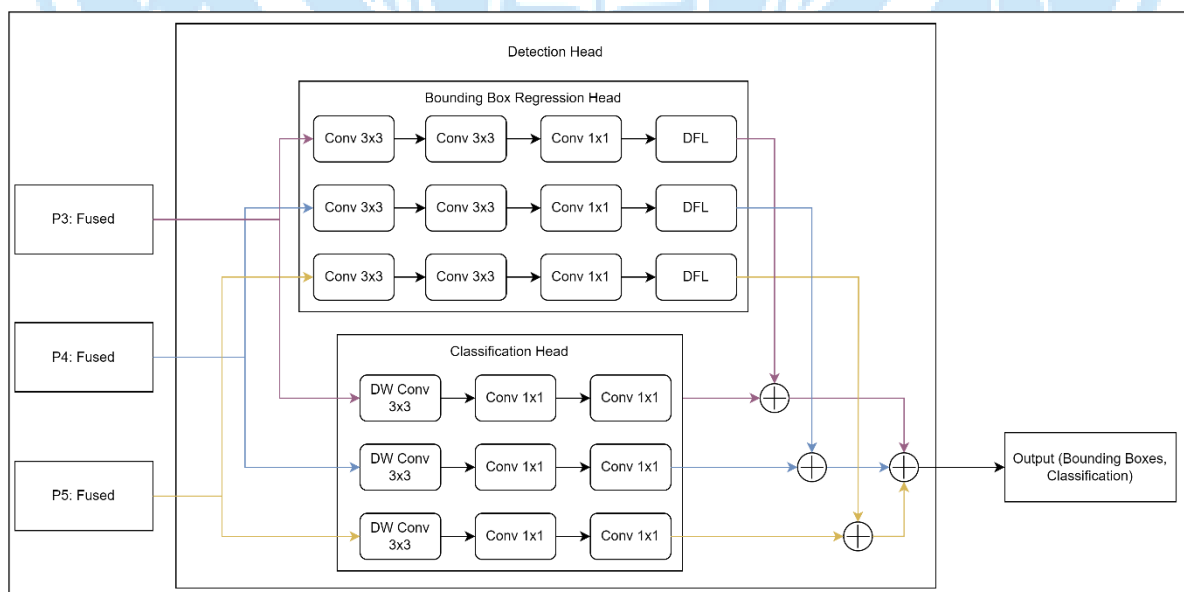 Detection Head
Bounding Box Regression Head
Conv 3x3
Conv 3x3
Conv 1x1
DFL
P3: Fused
Conv 3x3
Conv 3x3
Conv 1x1
DFL
Conv 3x3
Conv 3x3
Conv 1x1
DFL
P4: Fused
Classification Head
DW Conv
3x3
Conv 1x1
Conv 1x1
DW Conv
3x3
Conv 1x1
Conv 1x1
P5: Fused
DW Conv
3x3
Conv 1x1
Conv 1x1
Output (Bounding Boxes,
Classification)